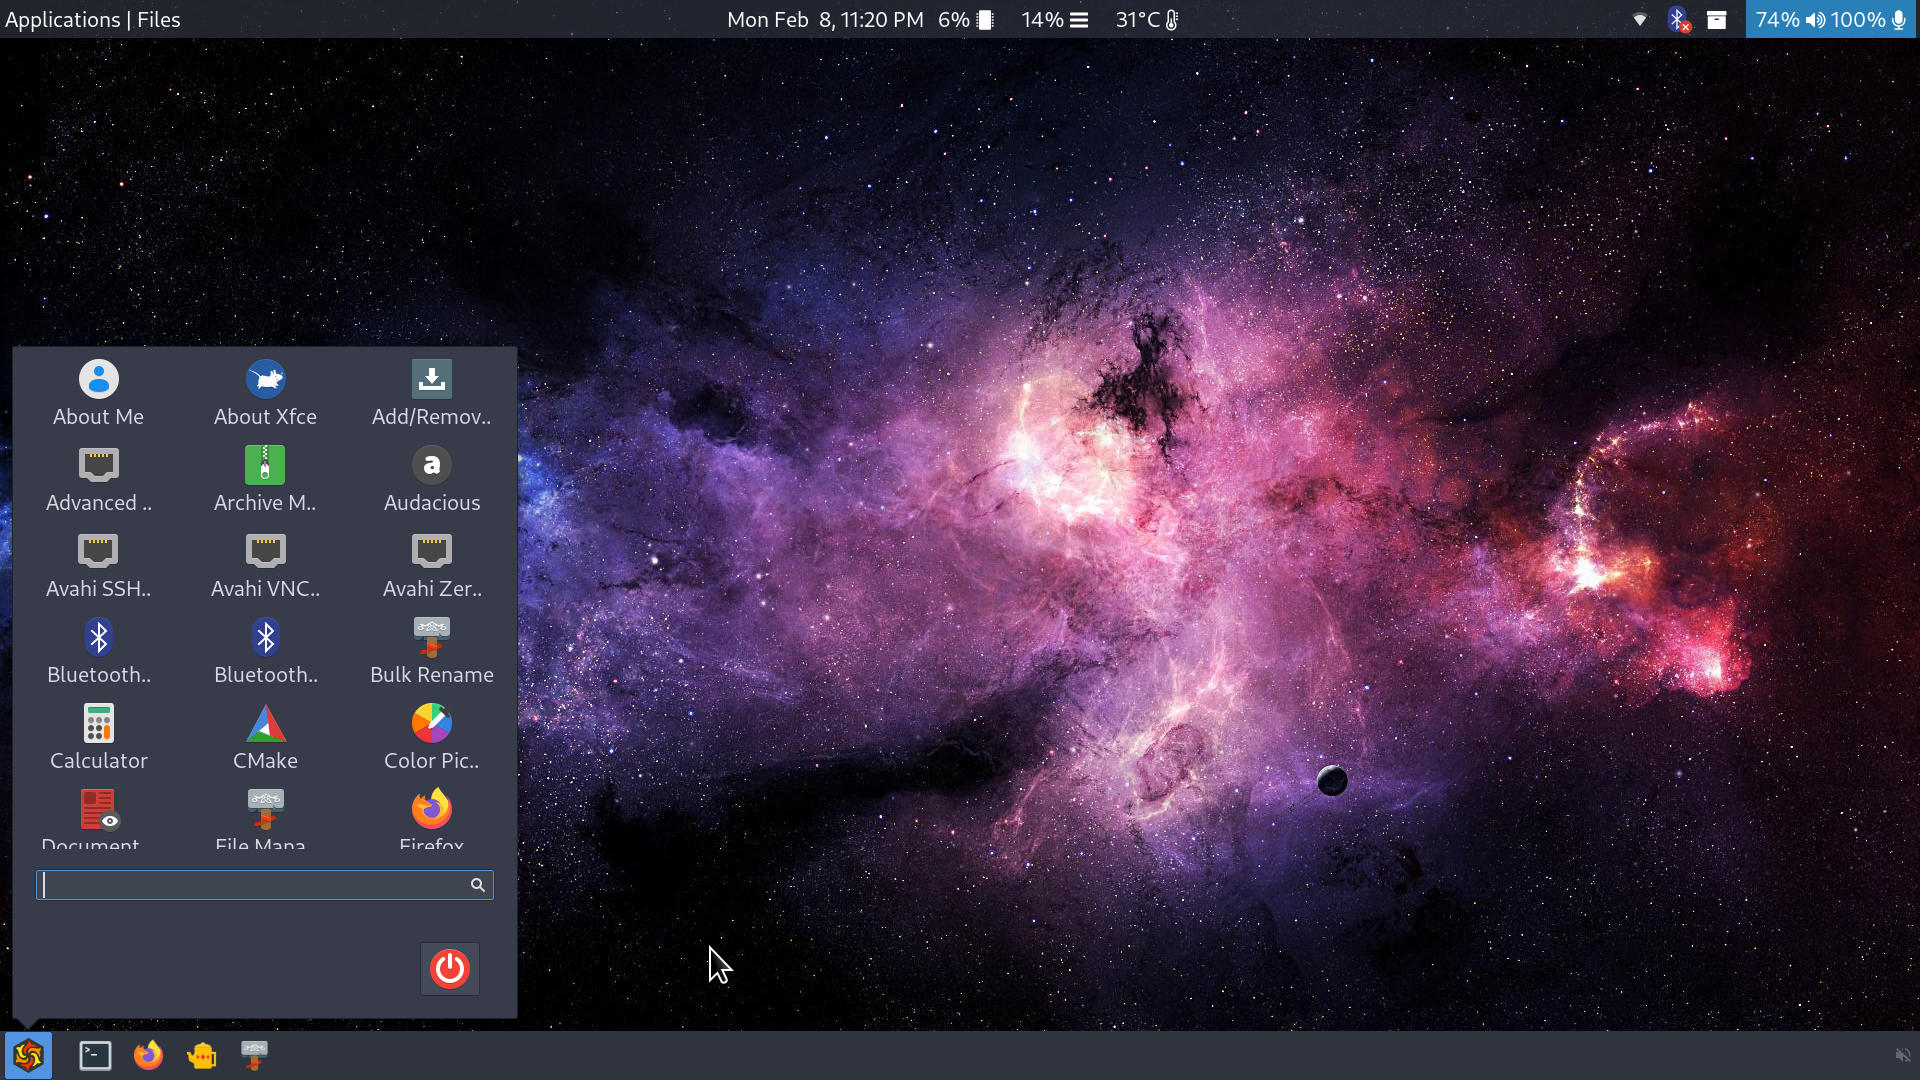 Applications | Files
Mon Feb 8, 11:20 PM 6% 14% 31°C
74% 100%
About Me About Xfce Add/Remov..
Advanced .. Archive M.. Audacious
Avahi SSH.. Avahi VNC.. Avahi Zer..
Bluetooth.. Bluetooth.. Bulk Rename
Calculator CMake Color Pic..
Document File Mana Firefox